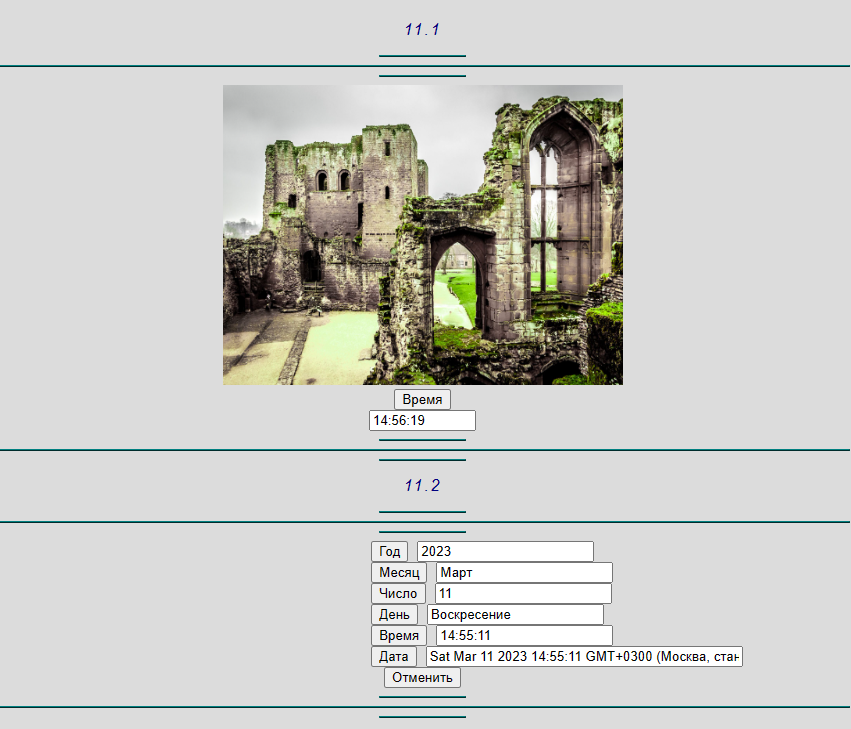 11.1
Время
14:56:19
11.2
Год 2023
Месяц Март
Число 11
День Воскресение
Время 14:55:11
Дата Sat Mar 11 2023 14:55:11 GMT+0300 (Москва, стан
Отменить